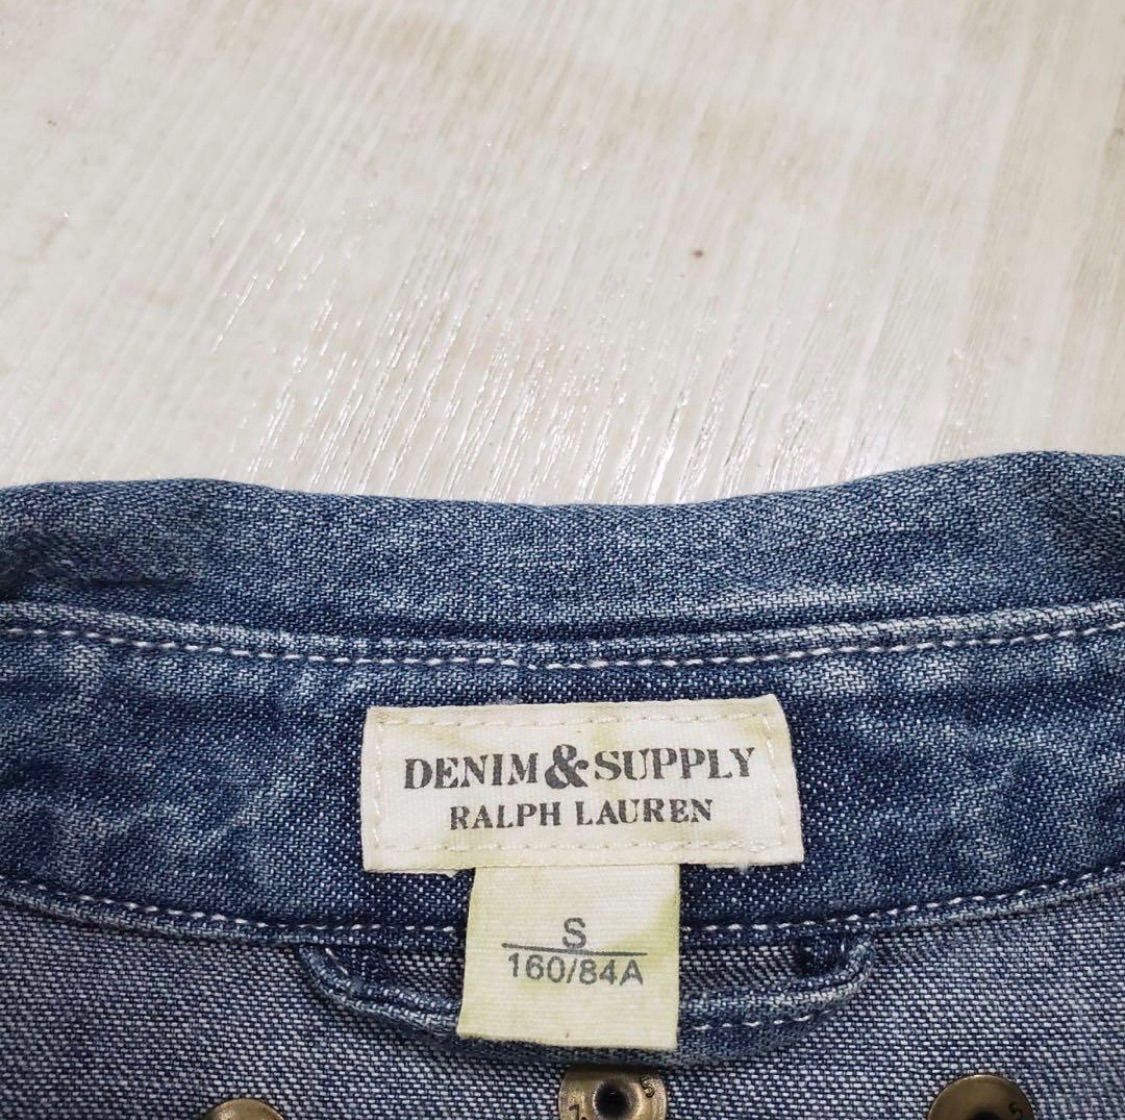 DENIM & SUPPLY
RALPH LAUREN
S
160/84A